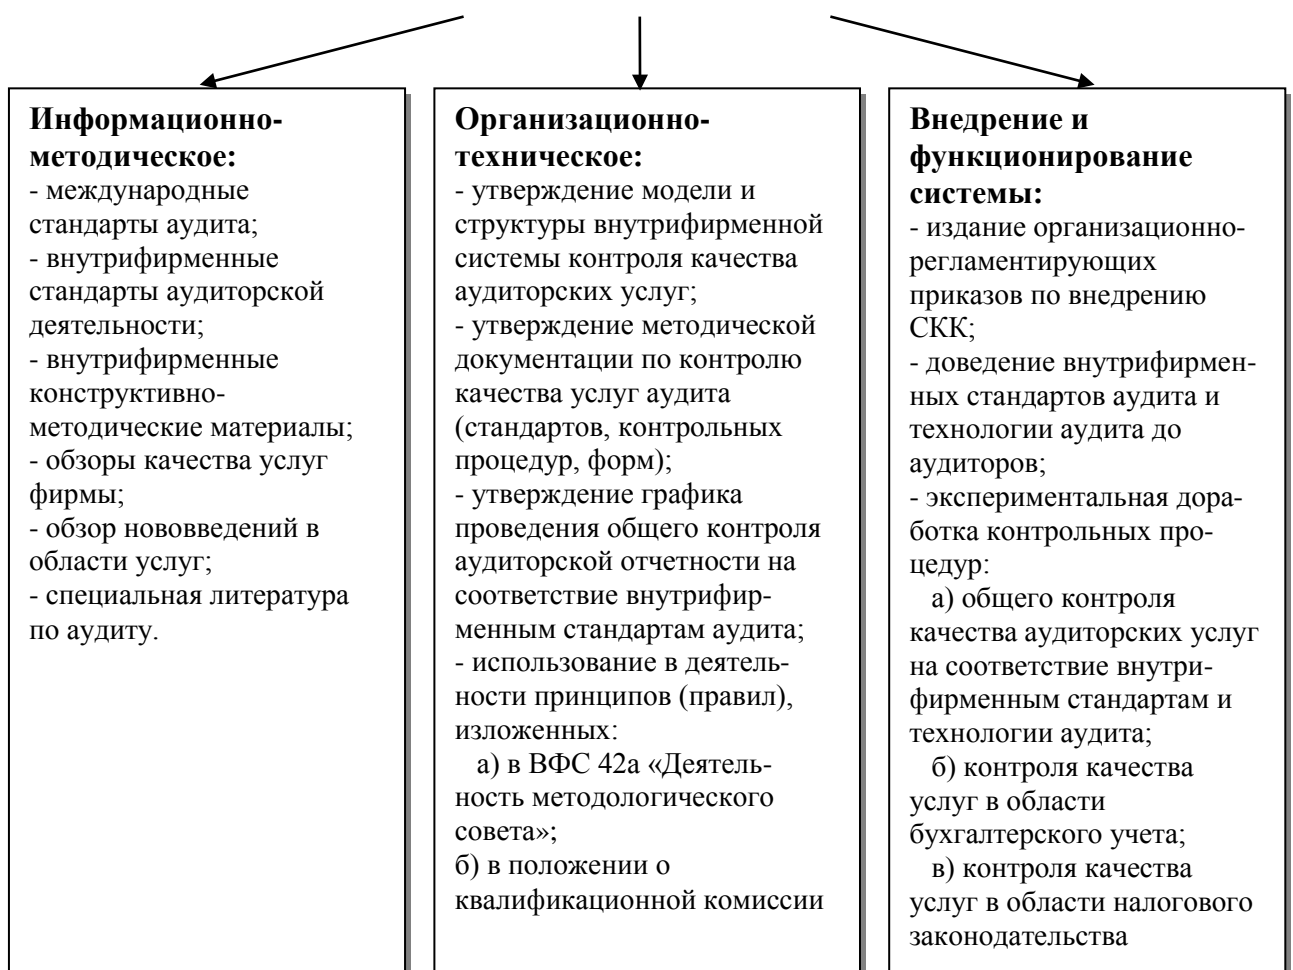 Информационно-
методическое:
- международные
стандарты аудита;
- внутрифирменные
стандарты аудиторской
деятельности;
- внутрифирменные
конструктивно-
методические материалы;
- обзоры качества услуг
фирмы;
- обзор нововведений в
области услуг;
- специальная литература
по аудиту.
Организационно-
техническое:
- утверждение модели и
структуры внутрифирменной
системы контроля качества
аудиторских услуг;
- утверждение методической
документации по контролю
качества услуг аудита
(стандартов, контрольных
процедур, форм);
- утверждение графика
проведения общего контроля
аудиторской отчетности на
соответствие внутрифир-
менным стандартам аудита;
- использование в деятель-
ности принципов (правил),
изложенных:
а) в ВФС 42а «Деятель-
ность методологического
совета»;
б) в положении о
квалификационной комиссии
Внедрение и
функционирование
системы:
- издание организационно-
регламентирующих
приказов по внедрению
СКК;
- доведение внутрифирмен-
ных стандартов аудита и
технологии аудита до
аудиторов;
- экспериментальная дора-
ботка контрольных про-
цедур:
а) общего контроля
качества аудиторских услуг
на соответствие внутри-
фирменным стандартам и
технологии аудита;
б) контроля качества
услуг в области
бухгалтерского учета;
в) контроля качества
услуг в области налогового
законодательства